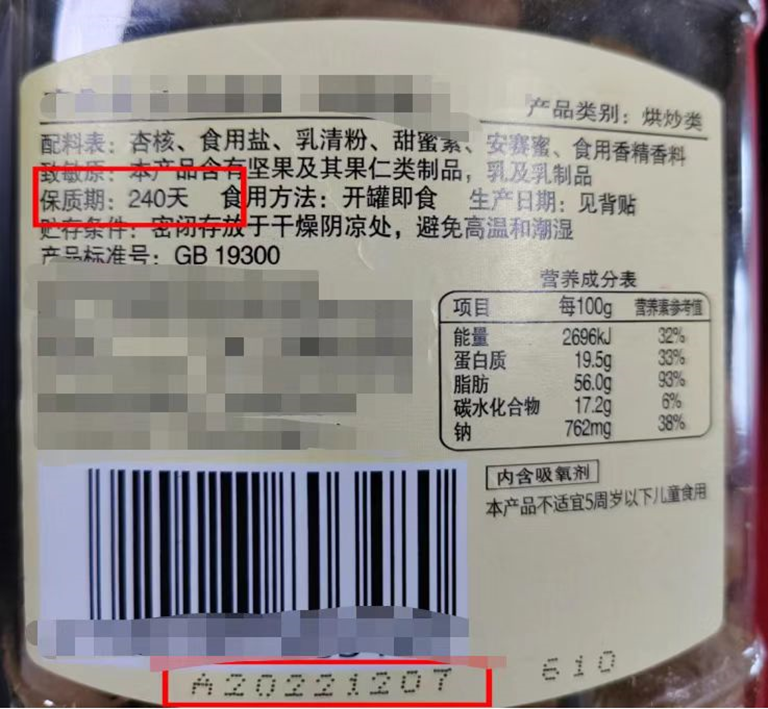 产品类别：烘炒类
配料表：杏核、食用盐、乳清粉、甜蜜素、安赛蜜、食用香精香料
致敏原：本产品含有坚果及其果仁类制品，乳及乳制品
保质期：240天 食用方法：开罐即食 生产日期：见背贴
贮存条件：密闭存放于干燥阴凉处，避免高温和潮湿
产品标准号：GB 19300
营养成分表
项目 每100g 营养素参考值
能量 2696kJ 32%
蛋白质 19.5g 33%
脂肪 56.0g 93%
碳水化合物 17.2g 6%
钠 762mg 38%
内含吸氧剂
本产品不适宜5周岁以下儿童食用
A20221207 610